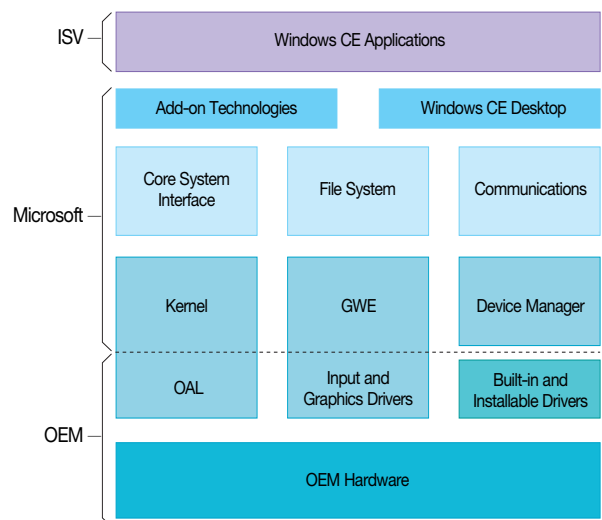 ISV
Windows CE Applications
Add-on Technologies
Windows CE Desktop
Core System
Interface
File System
Communications
Microsoft
Kernel
GWE
Device Manager
OAL
Input and
Graphics Drivers
Built-in and
Installable Drivers
OEM
OEM Hardware